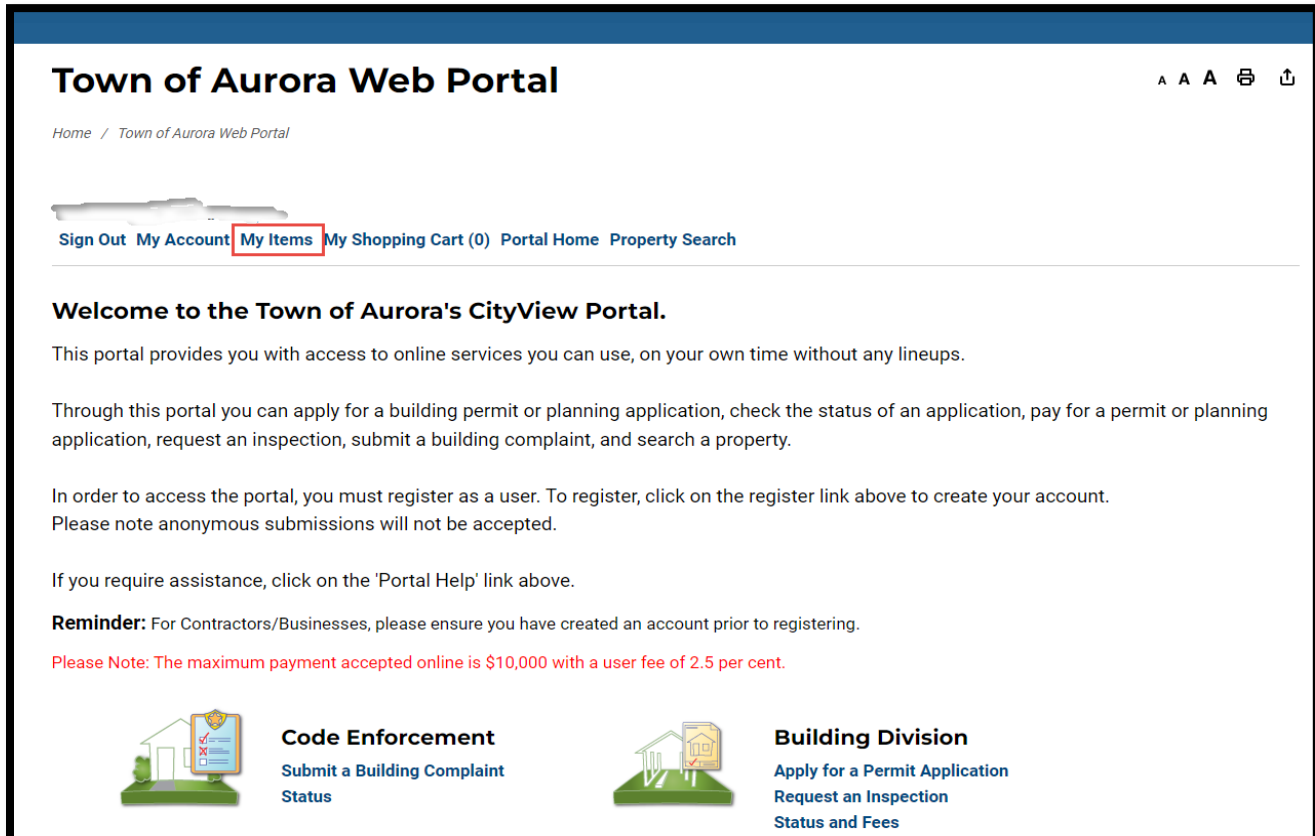 Town of Aurora Web Portal
A A A
Home / Town of Aurora Web Portal
Sign Out My Account My Items My Shopping Cart (0) Portal Home Property Search
Welcome to the Town of Aurora's CityView Portal.
This portal provides you with access to online services you can use, on your own time without any lineups.
Through this portal you can apply for a building permit or planning application, check the status of an application, pay for a permit or planning
application, request an inspection, submit a building complaint, and search a property.
In order to access the portal, you must register as a user. To register, click on the register link above to create your account.
Please note anonymous submissions will not be accepted.
If you require assistance, click on the 'Portal Help' link above.
Reminder: For Contractors/Businesses, please ensure you have created an account prior to registering.
Please Note: The maximum payment accepted online is $10,000 with a user fee of 2.5 per cent.
Code Enforcement
Submit a Building Complaint
Status
Building Division
Apply for a Permit Application
Request an Inspection
Status and Fees